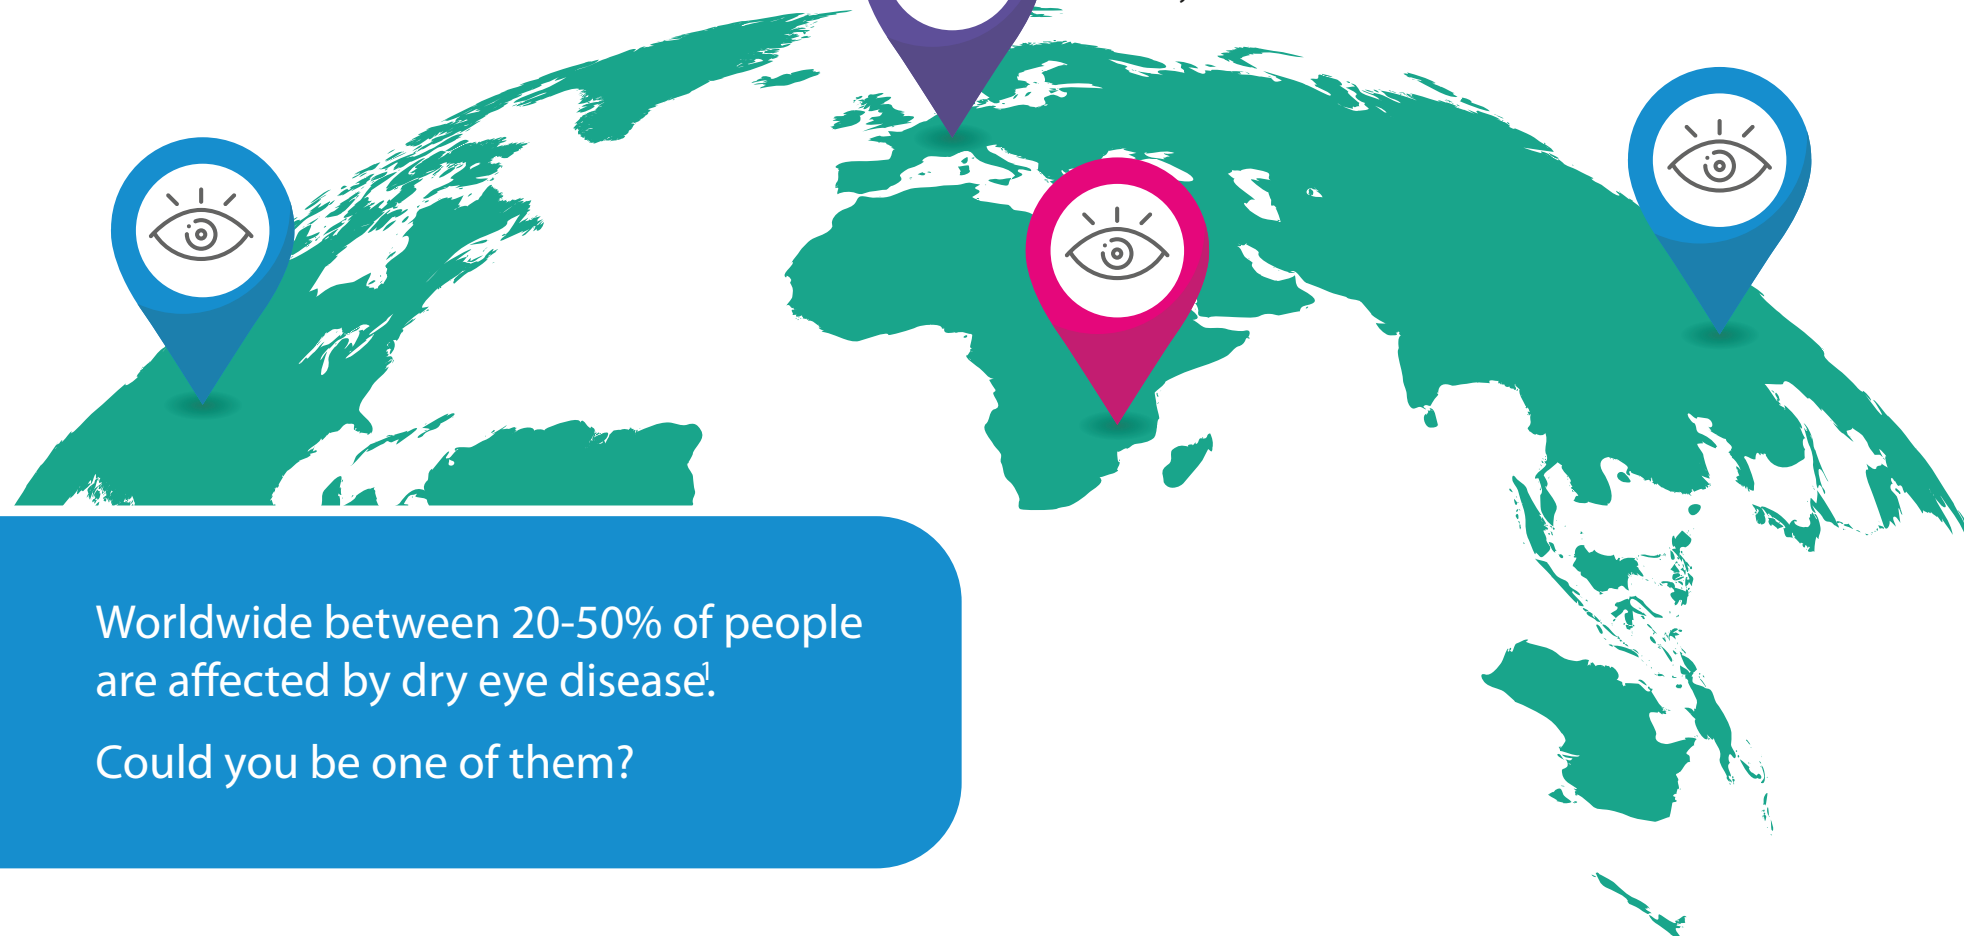 Worldwide between 20-50% of people
are affected by dry eye disease¹.
Could you be one of them?